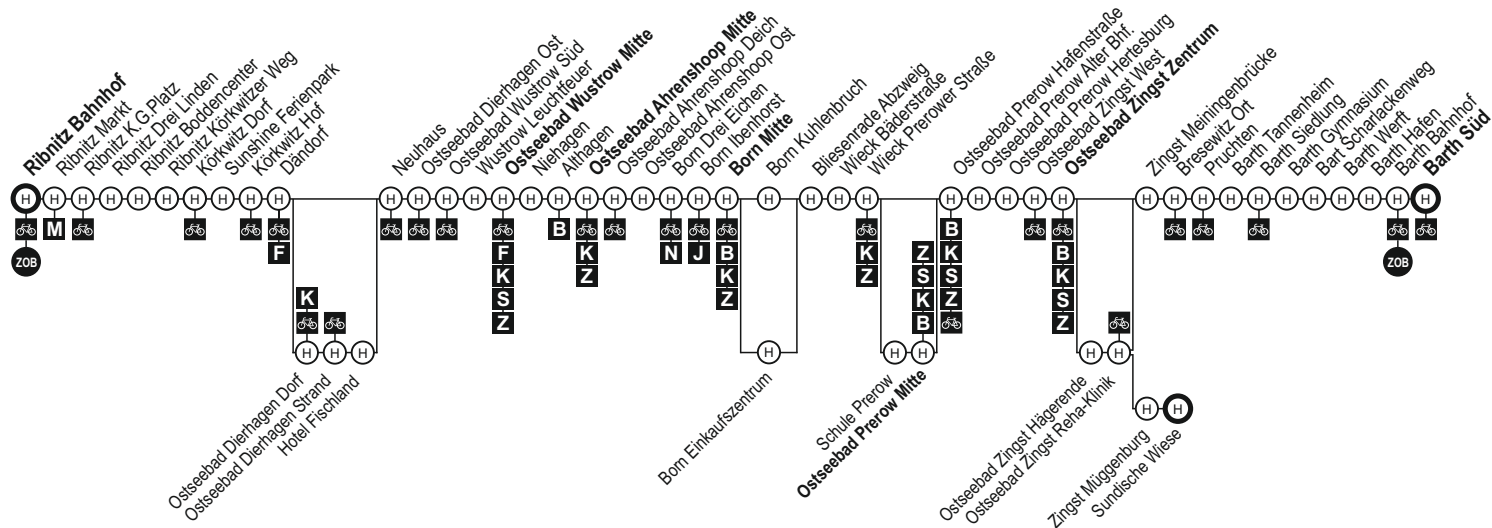 Ribnitz Bahnhof
Ribnitz Markt
Ribnitz K.G.Platz
Ribnitz Drei Linden
Ribnitz Boddencenter
Ribnitz Körkwitzer Weg
Körkwitz Dorf
Sunshine Ferienpark
Körkwitz Hof
Dändorf
Neuhaus
Ostseebad Dierhagen Ost
Ostseebad Wustrow Süd
Wustrow Leuchtfeuer
Ostseebad Wustrow Mitte
Niehagen
Althagen
Ostseebad Ahrenshoop Mitte
Ostseebad Ahrenshoop Deich
Ostseebad Ahrenshoop Ost
Born Drei Eichen
Born Ibenhorst
Born Mitte
Born Kuhlenbruch
Bliesenrade Abzweig
Wieck Bäderstraße
Wieck Prerower Straße
Ostseebad Prerow Hafenstraße
Ostseebad Prerow Alter Bhf.
Ostseebad Prerow Hertesburg
Ostseebad Zingst West
Ostseebad Zingst Zentrum
Zingst Meiningenbrücke
Bresewitz Ort
Pruchten
Barth Tannenheim
Barth Siedlung
Barth Gymnasium
Bart Scharlackenweg
Barth Werft
Barth Hafen
Barth Bahnhof
Barth Süd
H H H H H H H H H H H H H H H H H H H H H H H H H H H H H H H H H H H H H H H H H H H
M
F
F
K
S
Z
B
K
Z
N
J
B
K
Z
K
Z
B
K
S
Z
B
K
S
Z
ZOB
ZOB
K
Z
S
K
B
H H H
H
H H
H H
H H
Ostseebad Dierhagen Dorf
Ostseebad Dierhagen Strand
Hotel Fischland
Born Einkaufszentrum
Schule Prerow
Ostseebad Prerow Mitte
Ostseebad Zingst Hägerende
Ostseebad Zingst Reha-Klinik
Zingst Müggenburg
Sundische Wiese